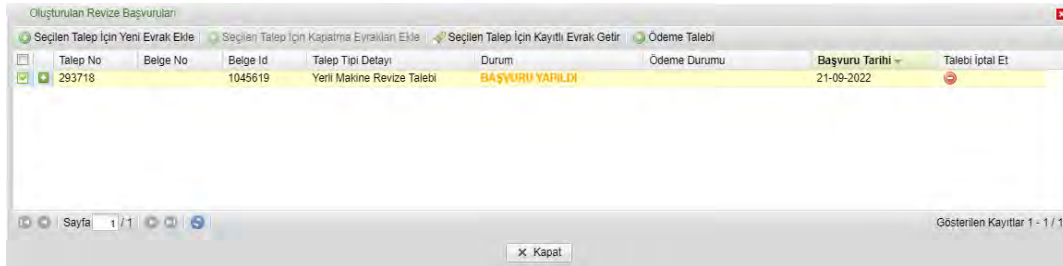 Oluşturulan Revize Başvuruları
Seçilen Talep İçin Yeni Evrak Ekle Seçilen Talep İçin Kapatma Evrakları Ekle Seçilen Talep İçin Kayıtlı Evrak Getir Ödeme Talebi
Talep No Belge No Belge Id Talep Tipi Detayı Durum Ödeme Durumu Başvuru Tarihi Talebi İptal Et
293718 1045619 Yerli Makine Revize Talebi BAŞVURU YAPILDI 21-09-2022
Sayfa 1 / 1 Gösterilen Kayıtlar 1 - 1 / 1
Kapat